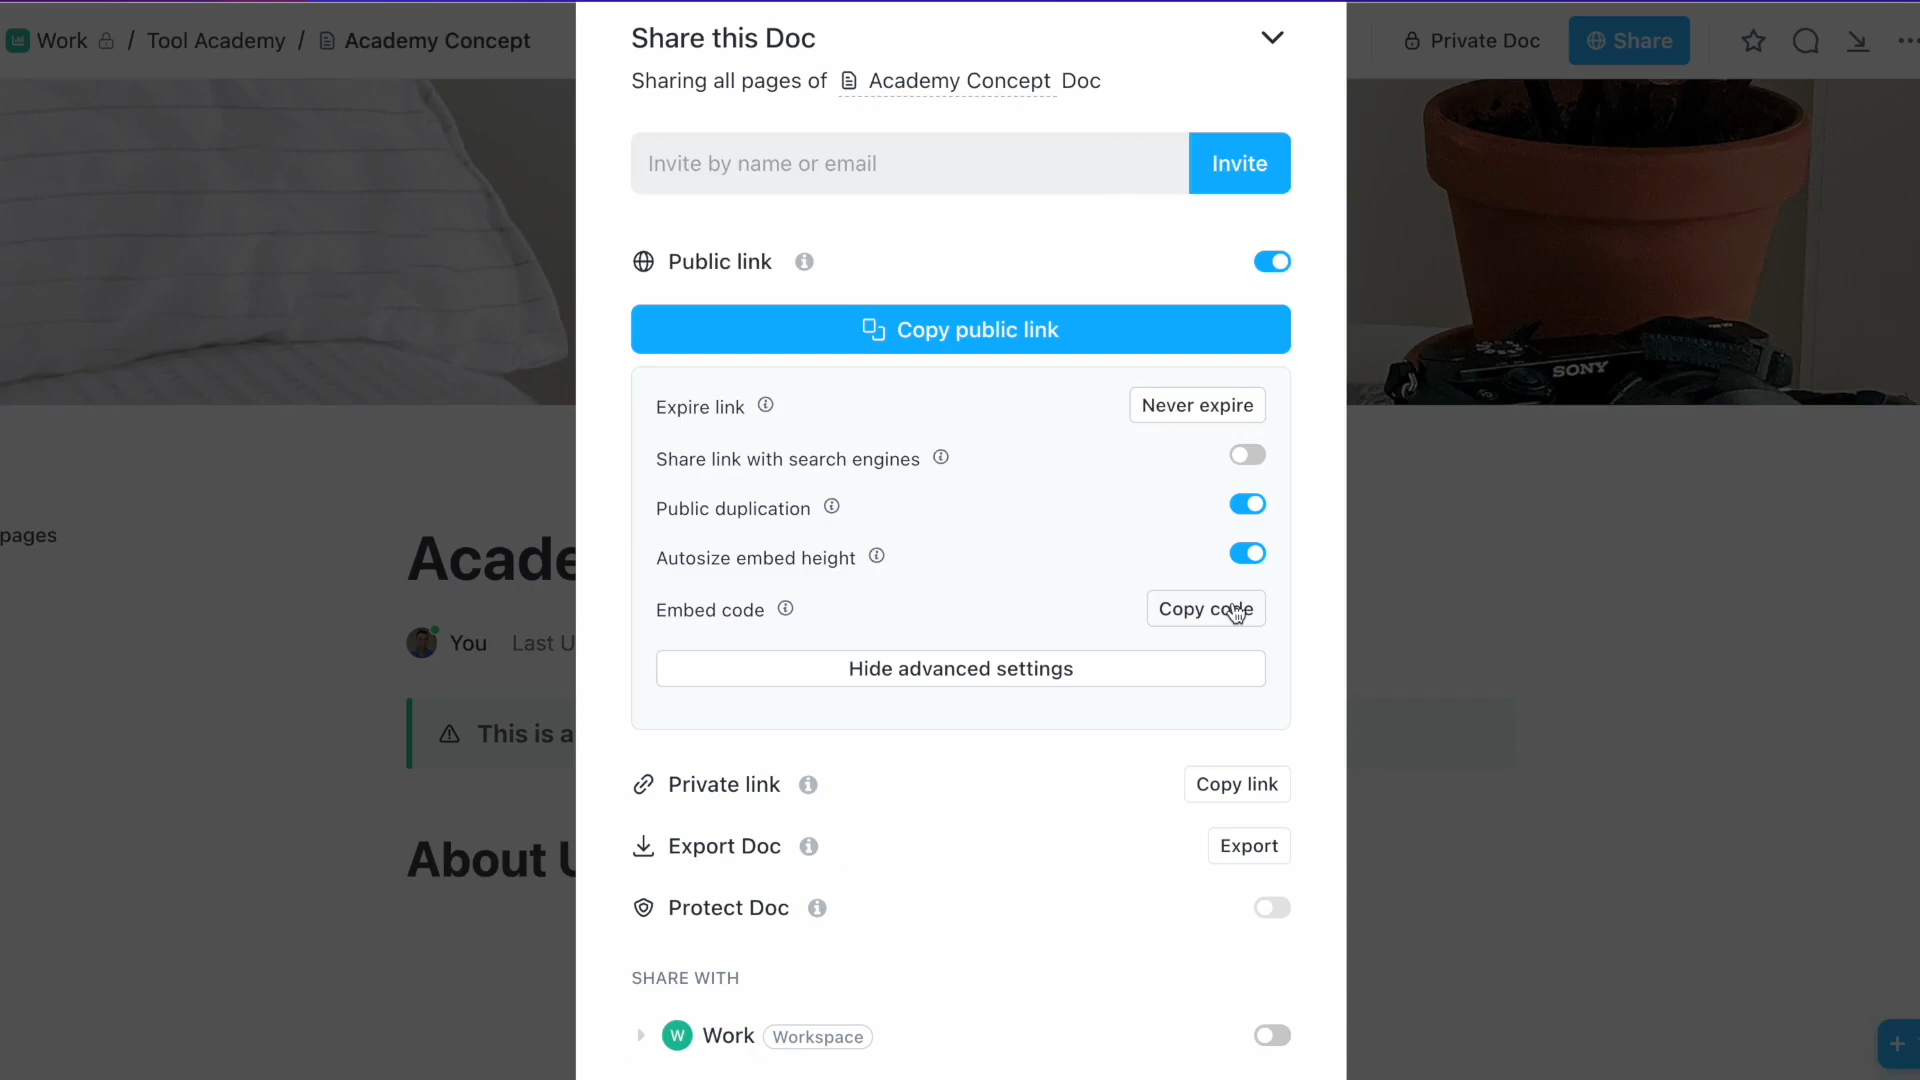 Work / Tool Academy / Academy Concept
Private Doc
Share
Share this Doc
Sharing all pages of Academy Concept Doc
Invite by name or email
Invite
Public link
Copy public link
SONY
Expire link
Never expire
Share link with search engines
Public duplication
Autosize embed height
Embed code
Copy code
Hide advanced settings
pages
Acade
You Last U
This is a
About U
Private link
Copy link
Export Doc
Export
Protect Doc
SHARE WITH
W Work Workspace